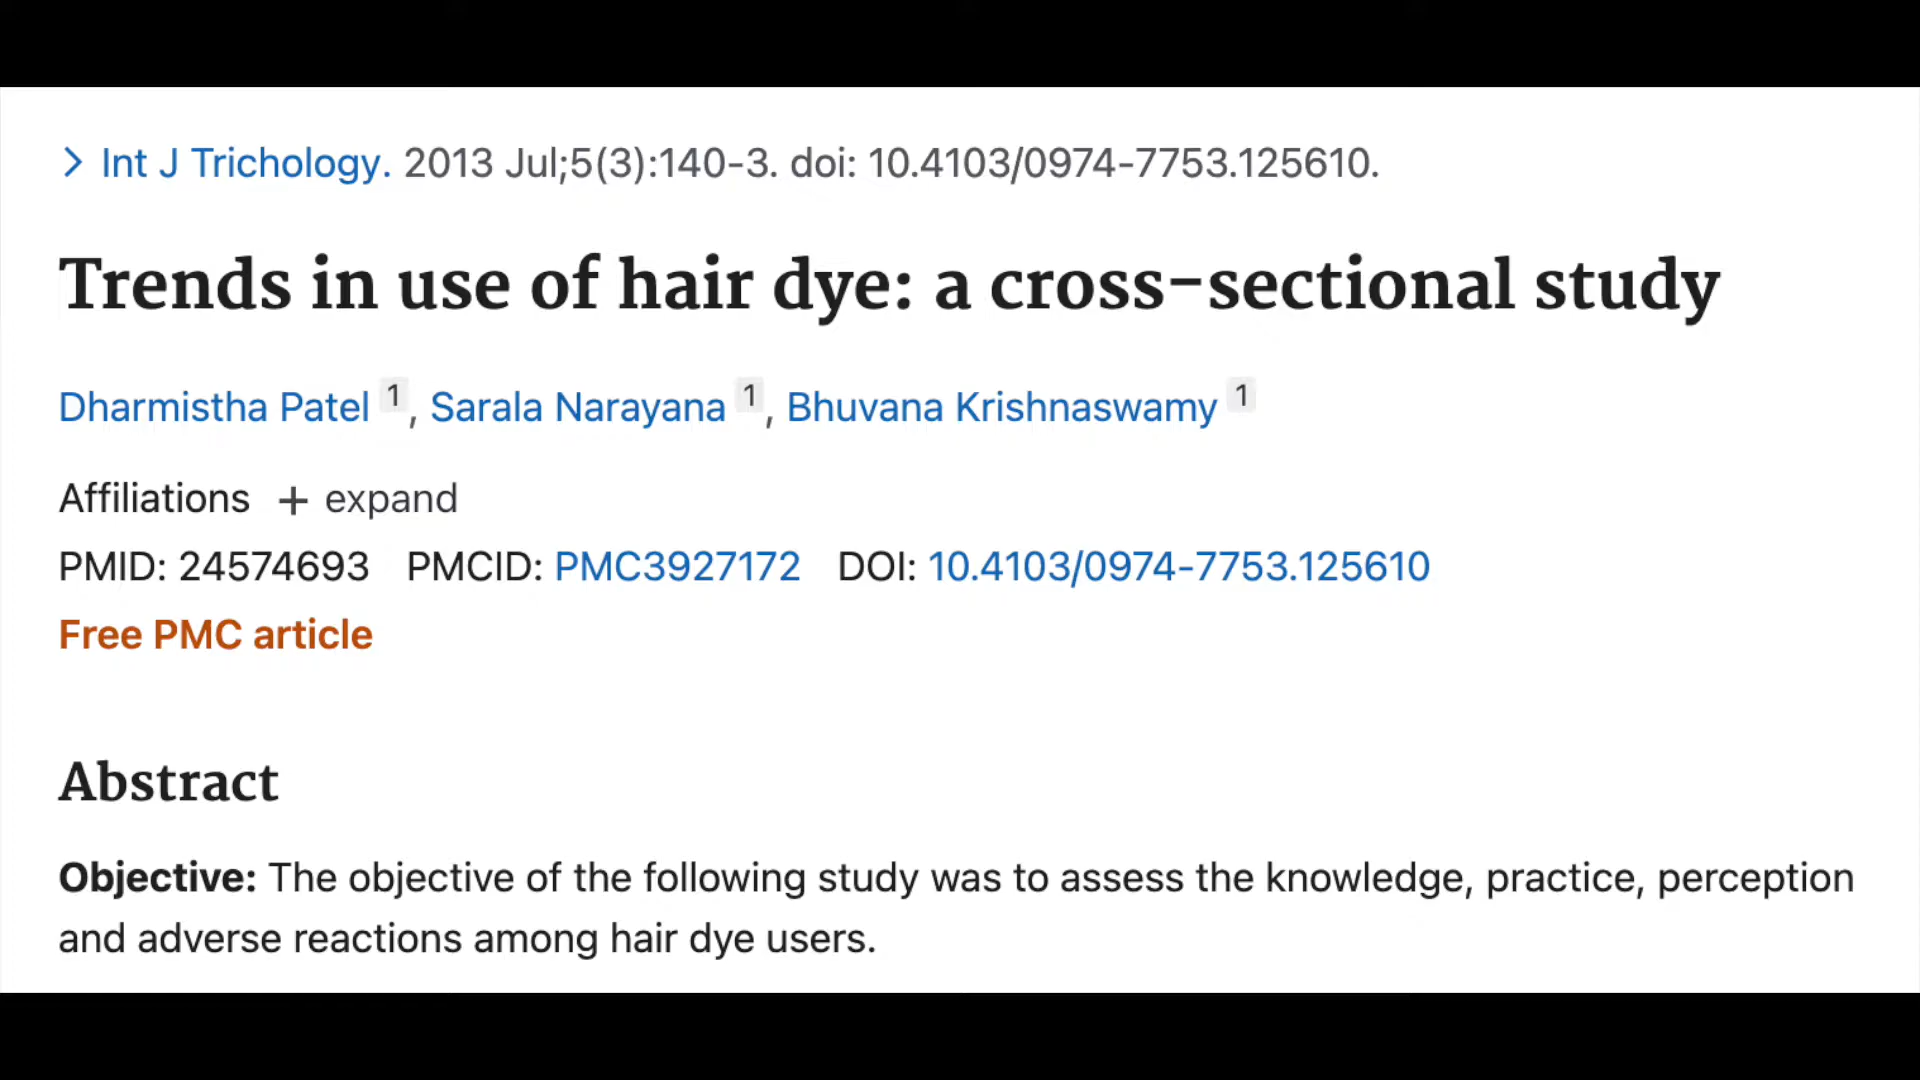 > Int J Trichology. 2013 Jul;5(3):140-3. doi: 10.4103/0974-7753.125610.
Trends in use of hair dye: a cross-sectional study
Dharmistha Patel 1, Sarala Narayana 1, Bhuvana Krishnaswamy 1
Affiliations + expand
PMID: 24574693 PMCID: PMC3927172 DOI: 10.4103/0974-7753.125610
Free PMC article
Abstract
Objective: The objective of the following study was to assess the knowledge, practice, perception
and adverse reactions among hair dye users.